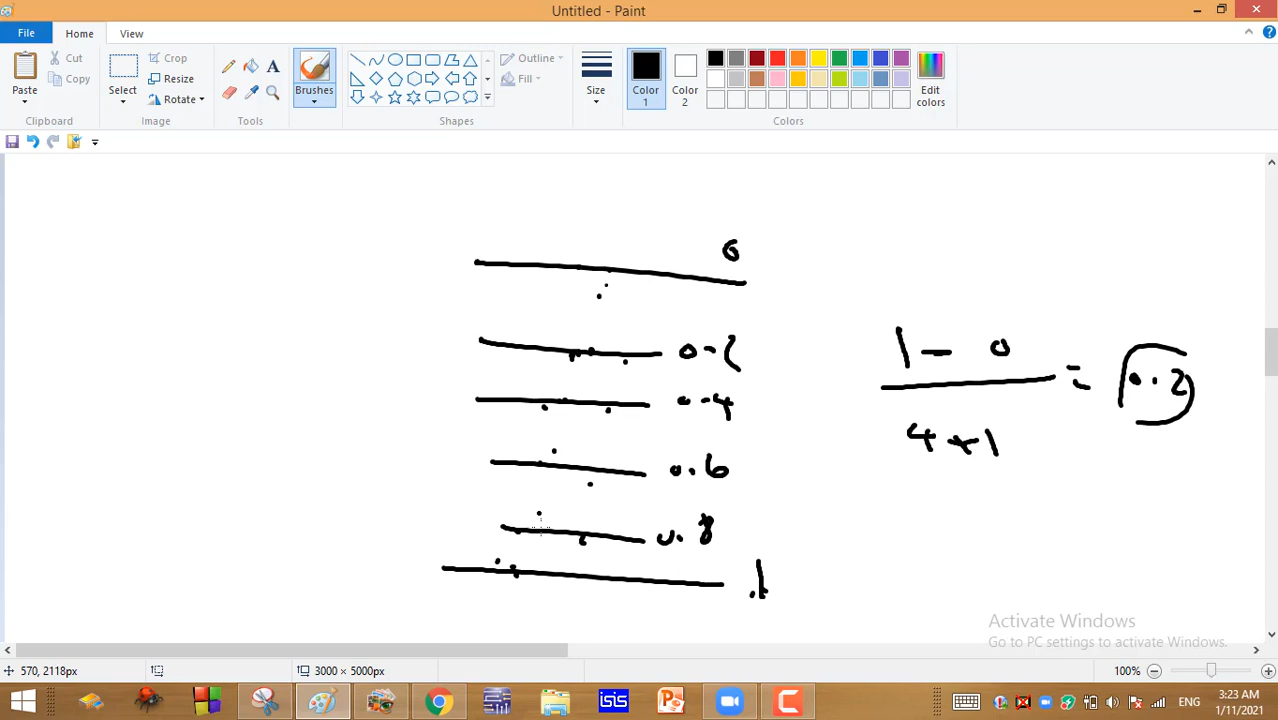 Untitled - Paint
File
Home
View
Paste
Cut
Copy
Clipboard
Select
Crop
Resize
Rotate
Image
A
Tools
Brushes
Outline
Fill
Shapes
Size
Color 1
Color 2
Edit colors
Colors
0
0.2
0.4
0.6
0.8
1
1 - 0
4+1
= 0.2
Activate Windows
Go to PC settings to activate Windows.
570, 2118px
3000 × 5000px
100%
isis
ENG
3:23 AM
1/11/2021